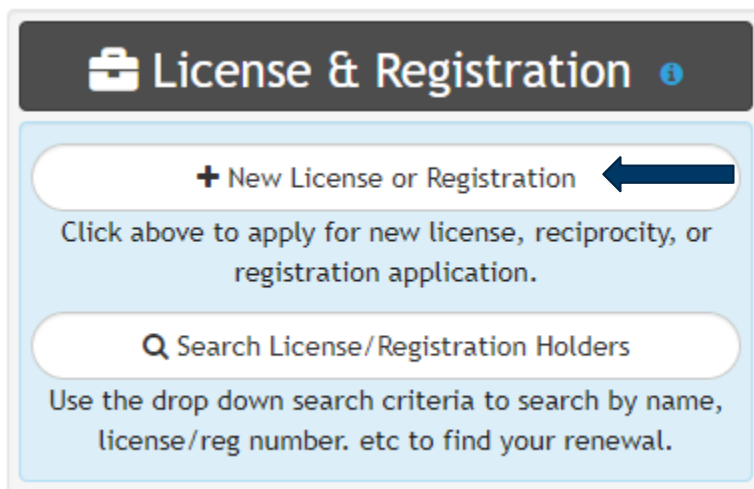 License & Registration
+ New License or Registration
Click above to apply for new license, reciprocity, or
registration application.
Search License/Registration Holders
Use the drop down search criteria to search by name,
license/reg number. etc to find your renewal.